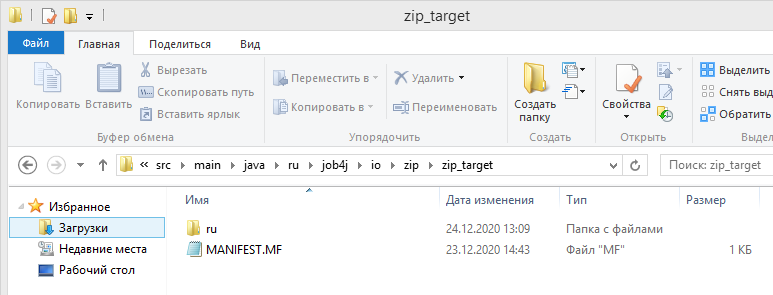 zip_target
Файл Главная Поделиться Вид
Копировать
Вставить
Вырезать
Скопировать путь
Вставить ярлык
Буфер обмена
Переместить в
Копировать в
Удалить
Переименовать
Упорядочить
Создать папку
Создать
Свойства
Открыть
Выделить
Снять выд
Обратить
Выдел
« src main java ru job4j io zip zip_target
Поиск: zip_target
Избранное
Загрузки
Недавние места
Рабочий стол
Имя Дата изменения Тип Размер
ru 24.12.2020 13:09 Папка с файлами
MANIFEST.MF 23.12.2020 14:43 Файл "MF" 1 КБ